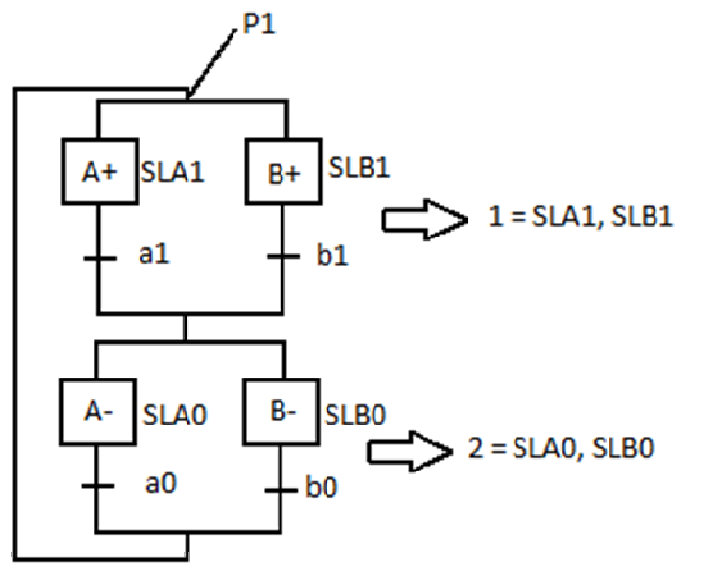 P1
A+ SLA1 B+ SLB1
1 = SLA1, SLB1
a1 b1
A- SLA0 B- SLB0
2 = SLA0, SLB0
a0 b0